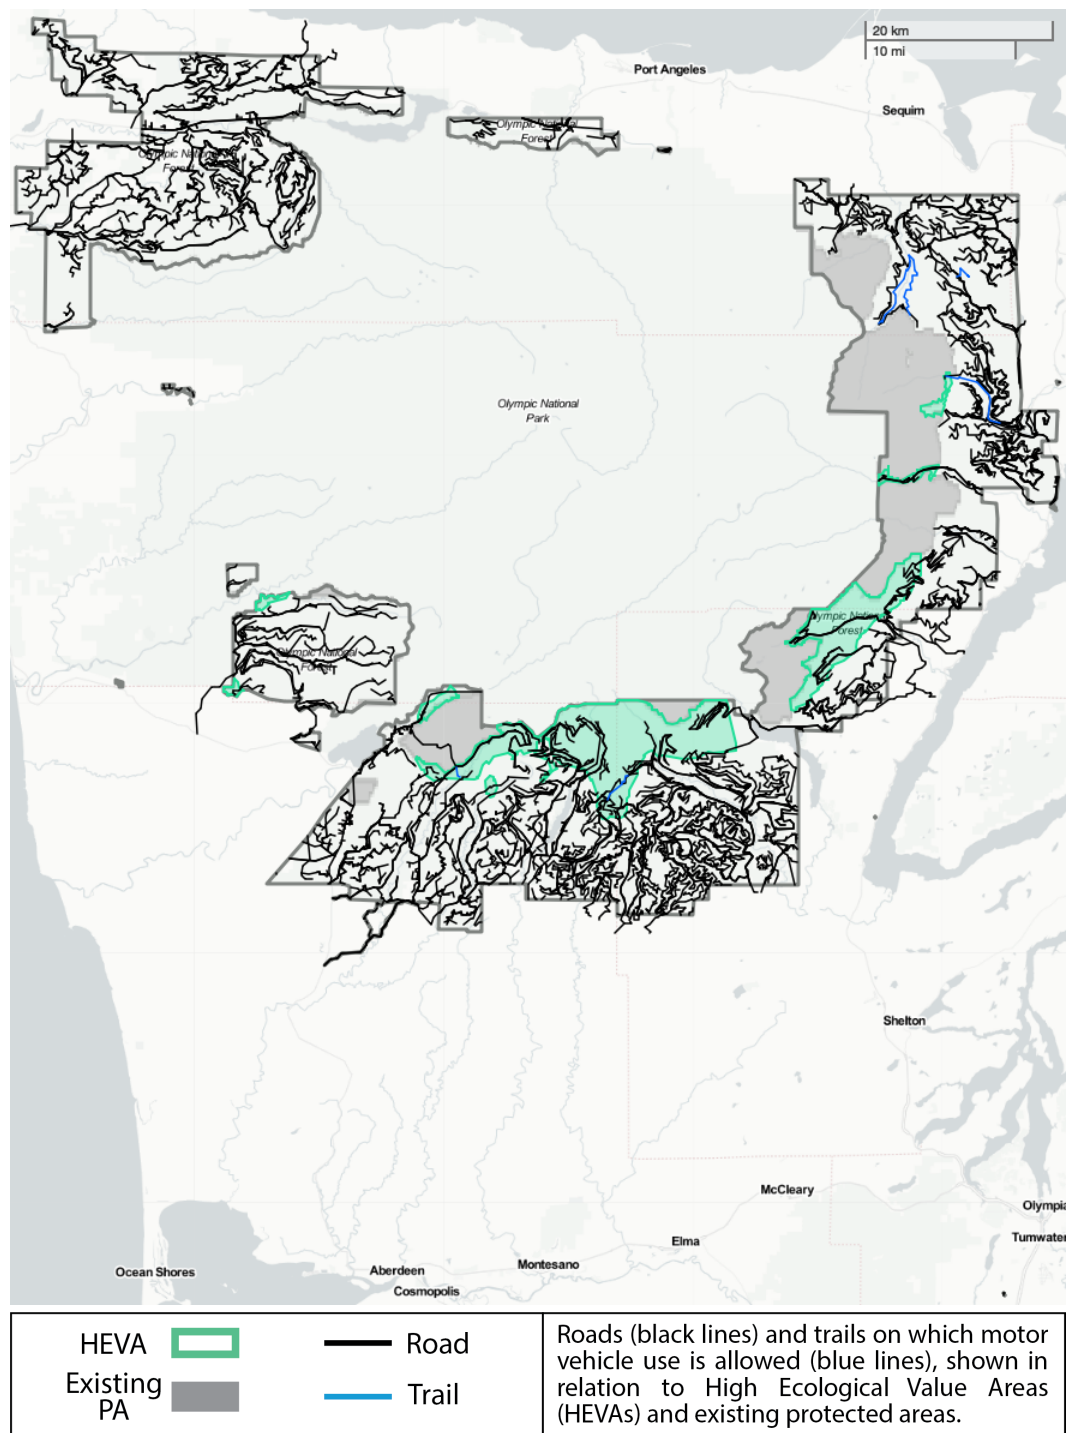 20 km
10 mi
Port Angeles
Sequim
Olympic National
Forest
Olympic National
Forest
Olympic National
Park
Olympic National
Forest
Olympic National
Forest
Shelton
McCleary
Olympia
Tumwater
Elma
Montesano
Ocean Shores
Aberdeen
Cosmopolis
HEVA
Road
Existing
PA
Trail
Roads (black lines) and trails on which motor
vehicle use is allowed (blue lines), shown in
relation to High Ecological Value Areas
(HEVAs) and existing protected areas.